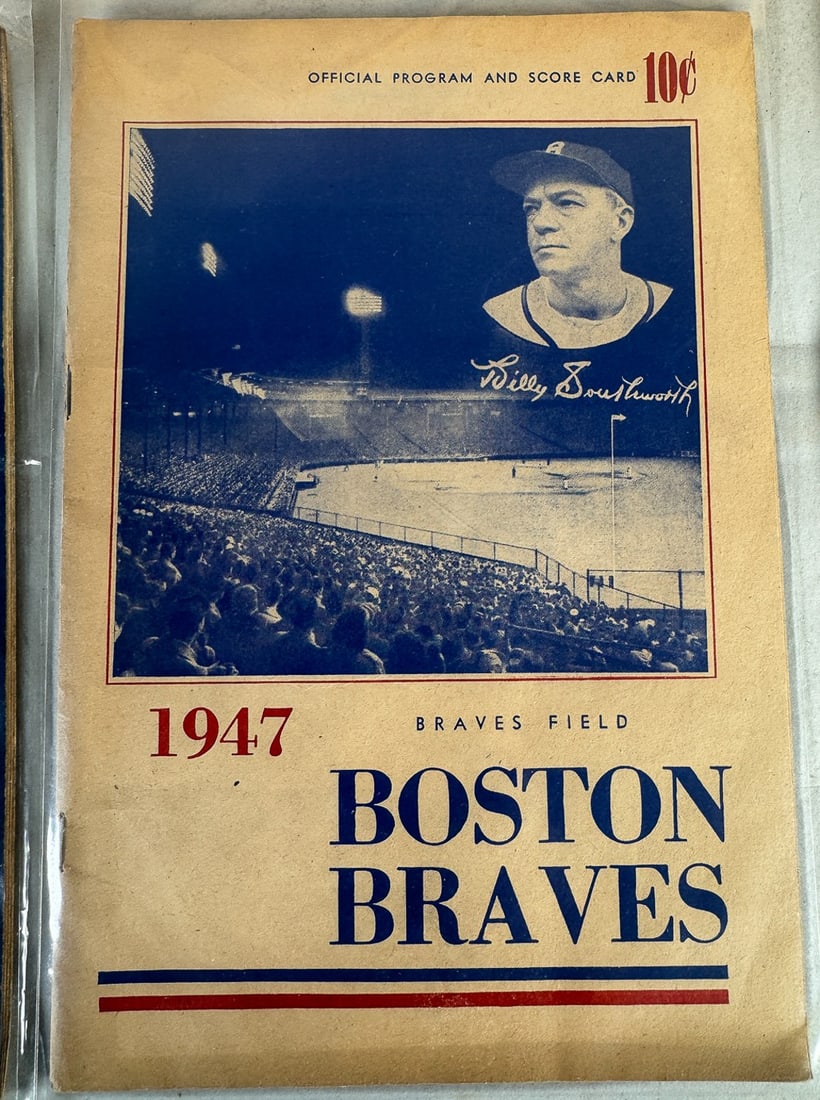 OFFICIAL PROGRAM AND SCORE CARD 10¢
B
Billy Southworth
1947
BRAVES FIELD
BOSTON
BRAVES